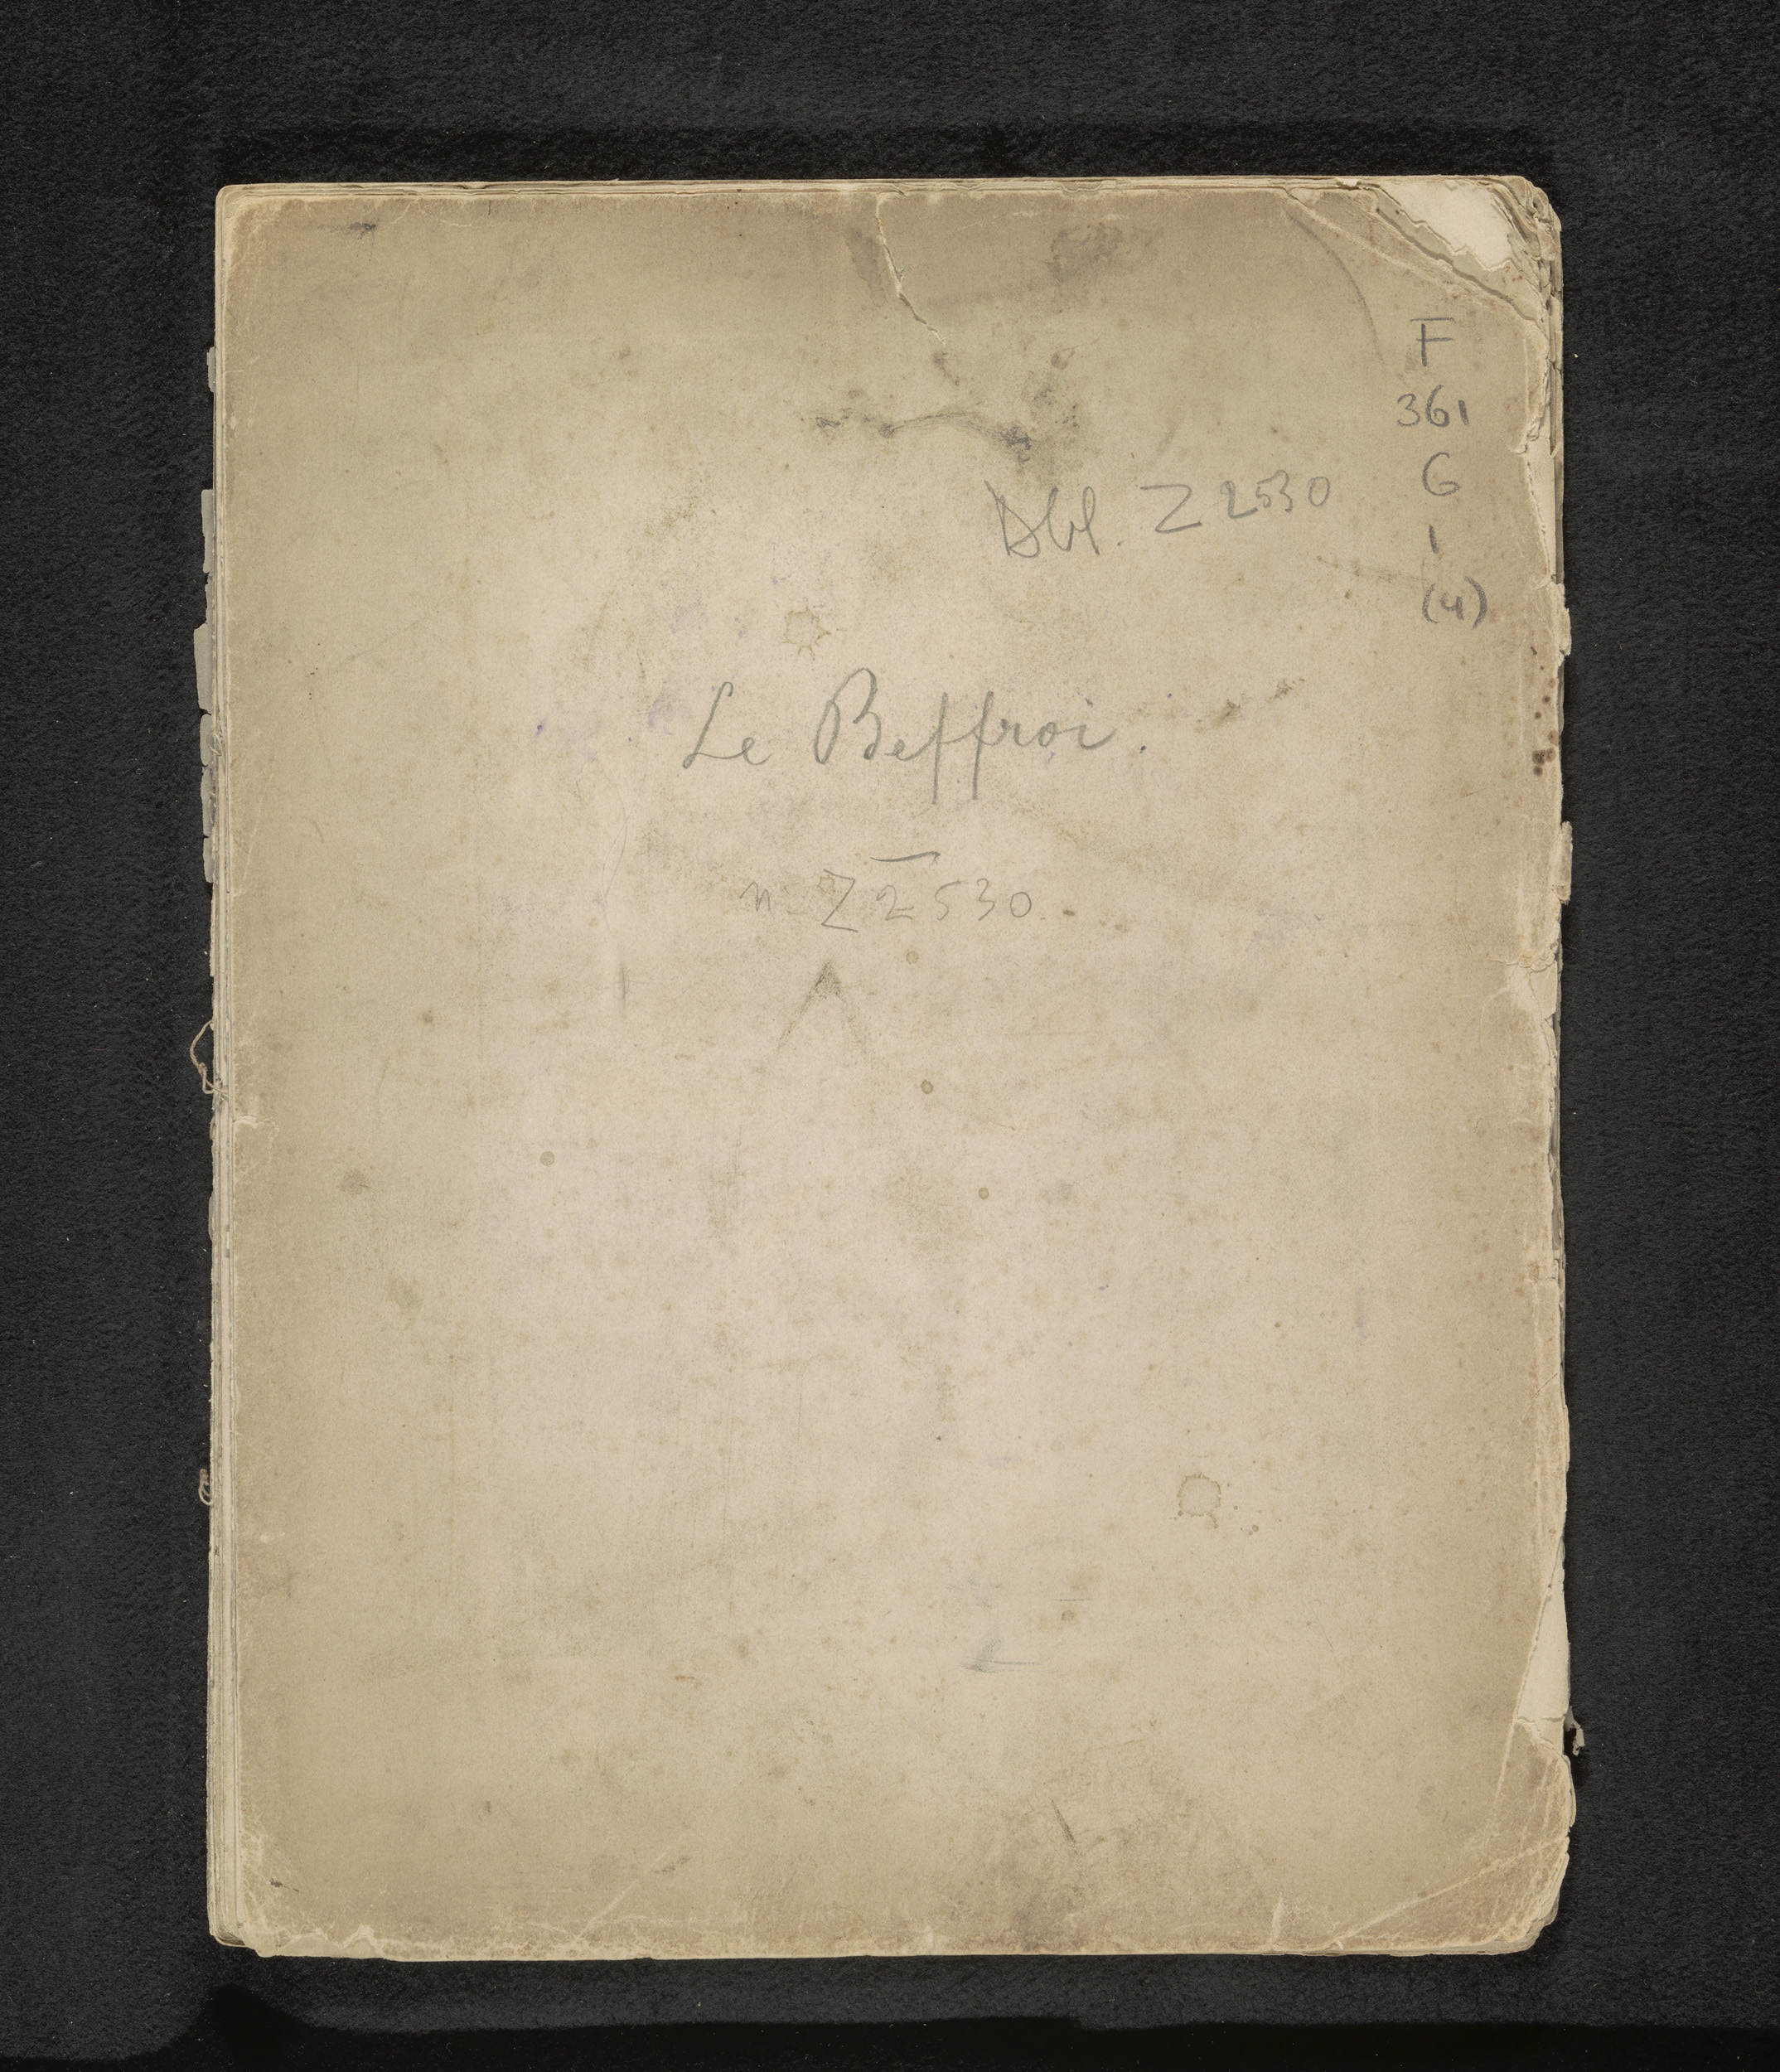 F
361
G
1
(4)
Dbl. Z 2530
Le Beffroi.
n. Z 2530.